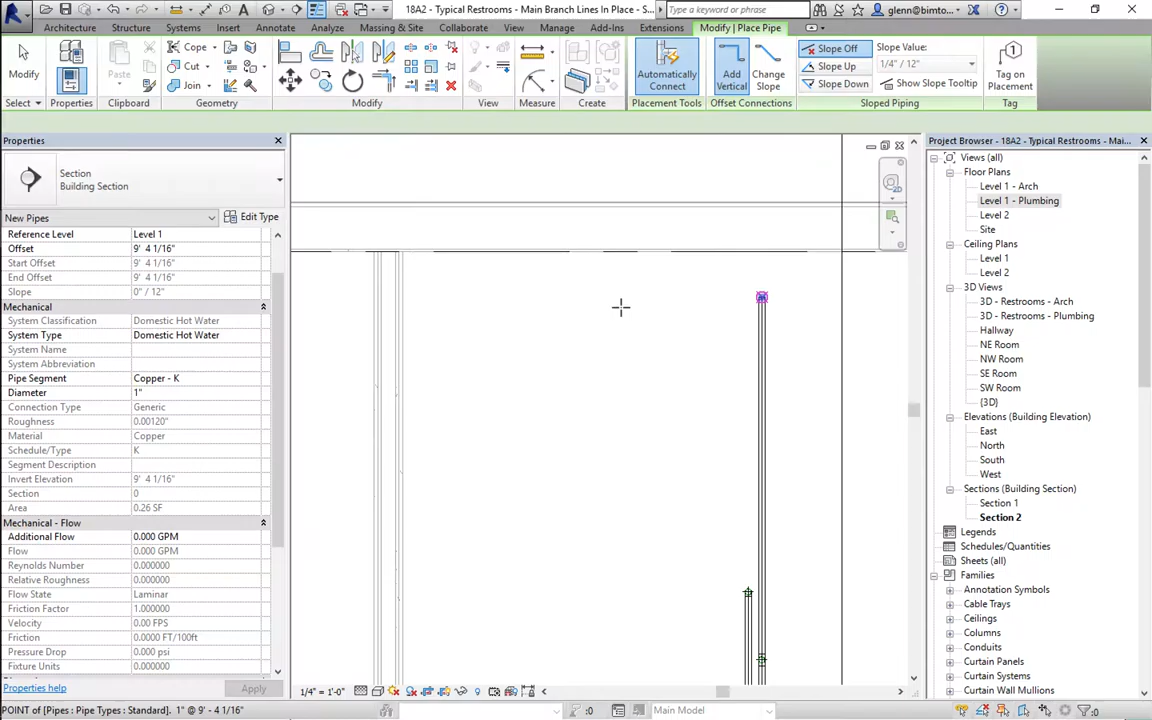 18A2 - Typical Restrooms - Main Branch Lines In Place - S...
Type a keyword or phrase
glenn@bimto...
Architecture Structure Systems Insert Annotate Analyze Massing & Site Collaborate View Manage Add-Ins Extensions Modify | Place Pipe
Modify
Paste
Cope
Cut
Join
Automatically Connect
Add Vertical
Change Slope
Slope Off
Slope Up
Slope Down
Slope Value:
1/4" / 12"
Show Slope Tooltip
Tag on Placement
Select Properties Clipboard Geometry Modify View Measure Create Placement Tools Offset Connections Sloped Piping Tag
Properties
Section
Building Section
New Pipes
Edit Type
Reference Level Level 1
Offset 9' 4 1/16"
Start Offset 9' 4 1/16"
End Offset 9' 4 1/16"
Slope 0" / 12"
Mechanical
System Classification Domestic Hot Water
System Type Domestic Hot Water
System Name
System Abbreviation
Pipe Segment Copper - K
Diameter 1"
Connection Type Generic
Roughness 0.00120"
Material Copper
Schedule/Type K
Segment Description
Invert Elevation 9' 4 1/16"
Section 0
Area 0.26 SF
Mechanical - Flow
Additional Flow 0.000 GPM
Flow 0.000 GPM
Reynolds Number 0.000000
Relative Roughness 0.000000
Flow State Laminar
Friction Factor 1.000000
Velocity 0.00 FPS
Friction 0.0000 FT/100ft
Pressure Drop 0.000 psi
Fixture Units 0.000000
Properties help
Apply
1/4" = 1'-0"
Project Browser - 18A2 - Typical Restrooms - Mai...
Views (all)
Floor Plans
Level 1 - Arch
Level 1 - Plumbing
Level 2
Site
Ceiling Plans
Level 1
Level 2
3D Views
3D - Restrooms - Arch
3D - Restrooms - Plumbing
Hallway
NE Room
NW Room
SE Room
SW Room
{3D}
Elevations (Building Elevation)
East
North
South
West
Sections (Building Section)
Section 1
Section 2
Legends
Schedules/Quantities
Sheets (all)
Families
Annotation Symbols
Cable Trays
Ceilings
Columns
Conduits
Curtain Panels
Curtain Systems
Curtain Wall Mullions
POINT of [Pipes : Pipe Types : Standard]. 1" @ 9' - 4 1/16"
:0
Main Model
:0